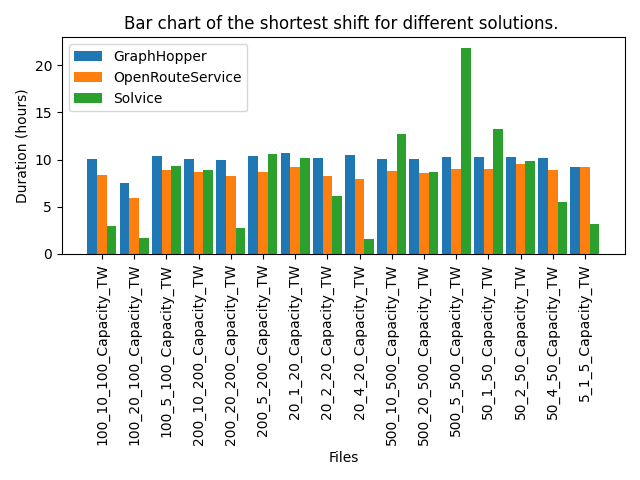 Bar chart of the shortest shift for different solutions.
GraphHopper
OpenRouteService
Solvice
Duration (hours)
20
15
10
5
0
100_10_100_Capacity_TW
100_20_100_Capacity_TW
100_5_100_Capacity_TW
200_10_200_Capacity_TW
200_20_200_Capacity_TW
200_5_200_Capacity_TW
20_1_20_Capacity_TW
20_2_20_Capacity_TW
20_4_20_Capacity_TW
500_10_500_Capacity_TW
500_20_500_Capacity_TW
500_5_500_Capacity_TW
50_1_50_Capacity_TW
50_2_50_Capacity_TW
50_4_50_Capacity_TW
5_1_5_Capacity_TW
Files